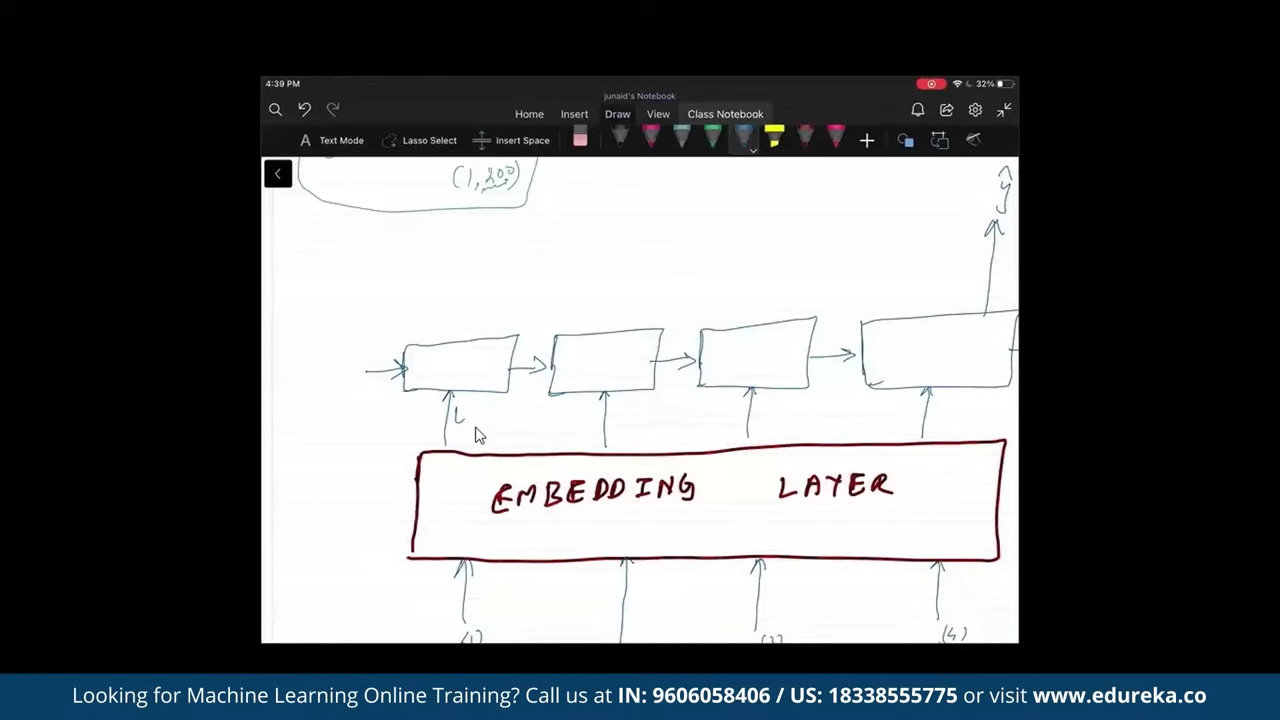 4:39 PM
32%
junaid's Notebook
Home Insert Draw View Class Notebook
A Text Mode Lasso Select Insert Space
(1,200)
ŷ
EMBEDDING LAYER
(4)
Looking for Machine Learning Online Training? Call us at IN: 9606058406 / US: 18338555775 or visit www.edureka.co